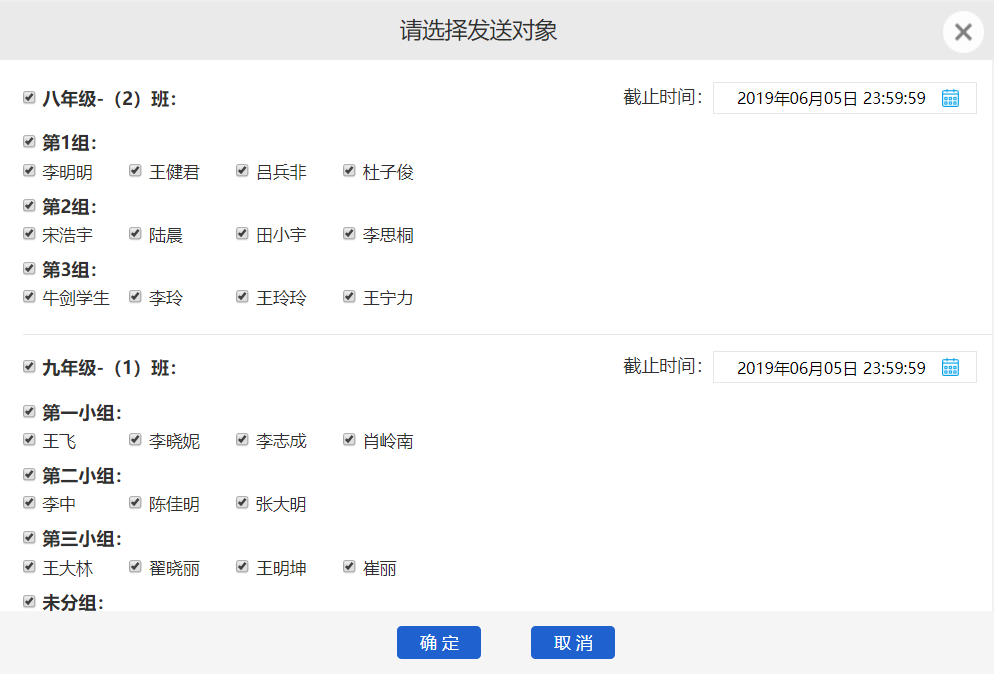 请选择发送对象
八年级-（2）班： 截止时间： 2019年06月05日 23:59:59
第1组：
李明明 王健君 吕兵非 杜子俊
第2组：
宋浩宇 陆晨 田小宇 李思桐
第3组：
牛剑学生 李玲 王玲玲 王宁力
九年级-（1）班： 截止时间： 2019年06月05日 23:59:59
第一小组：
王飞 李晓妮 李志成 肖岭南
第二小组：
李中 陈佳明 张大明
第三小组：
王大林 翟晓丽 王明坤 崔丽
未分组：
确 定 取 消